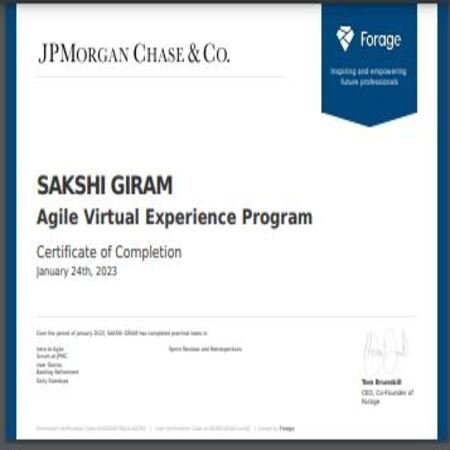 JPMORGAN CHASE & CO.
Forage
Inspiring and empowering
future professionals
SAKSHI GIRAM
Agile Virtual Experience Program
Certificate of Completion
January 24th, 2023
Over the period of January 2023, SAKSHI GIRAM has completed practical tasks in:
Intro to Agile
Scrum at JPMC
User Stories
Backlog Refinement
Daily Standups
Sprint Reviews and Retrospectives
Tom Brunskill
CEO, Co-Founder of
Forage
Issued by Forage